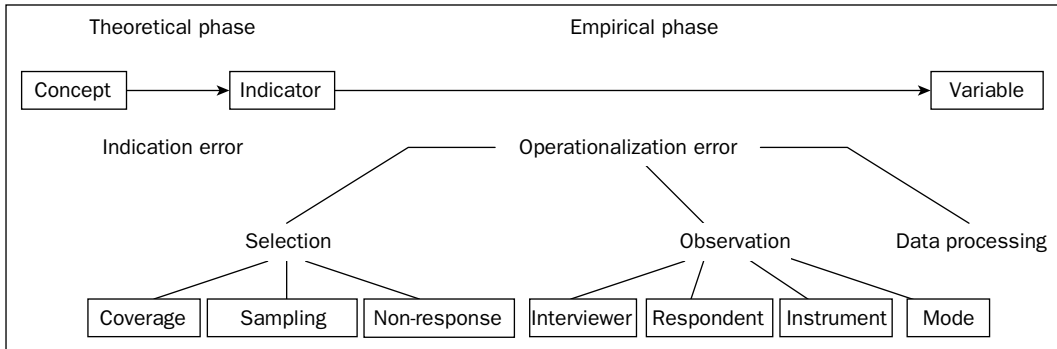 Theoretical phase
Empirical phase
Concept
Indicator
Variable
Indication error
Operationalization error
Selection
Observation
Data processing
Coverage
Sampling
Non-response
Interviewer
Respondent
Instrument
Mode